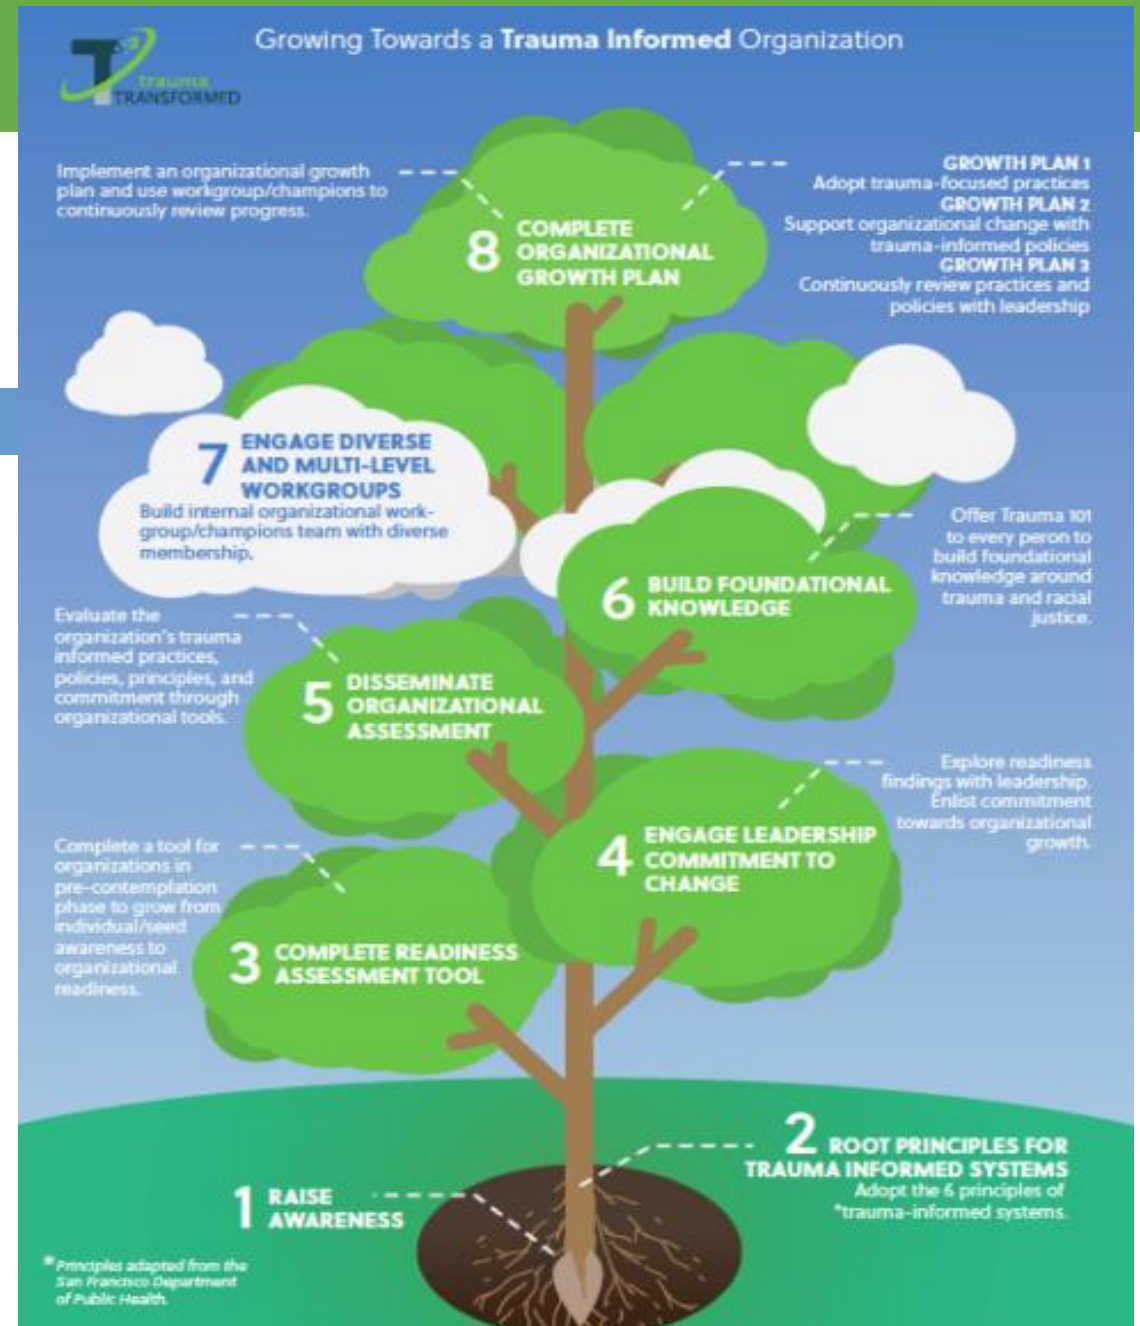 trauma
TRANSFORMED
Growing Towards a Trauma Informed Organization
Implement an organizational growth
plan and use workgroup/champions to
continuously review progress.
8 COMPLETE
ORGANIZATIONAL
GROWTH PLAN
GROWTH PLAN 1
Adopt trauma-focused practices
GROWTH PLAN 2
Support organizational change with
trauma-informed policies
GROWTH PLAN 3
Continuously review practices and
policies with leadership
7 ENGAGE DIVERSE
AND MULTI-LEVEL
WORKGROUPS
Build internal organizational work-
group/champions team with diverse
membership.
Offer Trauma 101
to every peron to
build foundational
knowledge around
trauma and racial
justice.
6 BUILD FOUNDATIONAL
KNOWLEDGE
Evaluate the
organization's trauma
informed practices,
policies, principles, and
commitment through
organizational tools.
5 DISSEMINATE
ORGANIZATIONAL
ASSESSMENT
Explore readiness
findings with leadership.
Enlist commitment
towards organizational
growth.
4 ENGAGE LEADERSHIP
COMMITMENT TO
CHANGE
Complete a tool for
organizations in
pre-contemplation
phase to grow from
individual/seed
awareness to
organizational
readiness.
3 COMPLETE READINESS
ASSESSMENT TOOL
2 ROOT PRINCIPLES FOR
TRAUMA INFORMED SYSTEMS
Adopt the 6 principles of
*trauma-informed systems.
1 RAISE
AWARENESS
*Principles adapted from the
San Francisco Department
of Public Health.